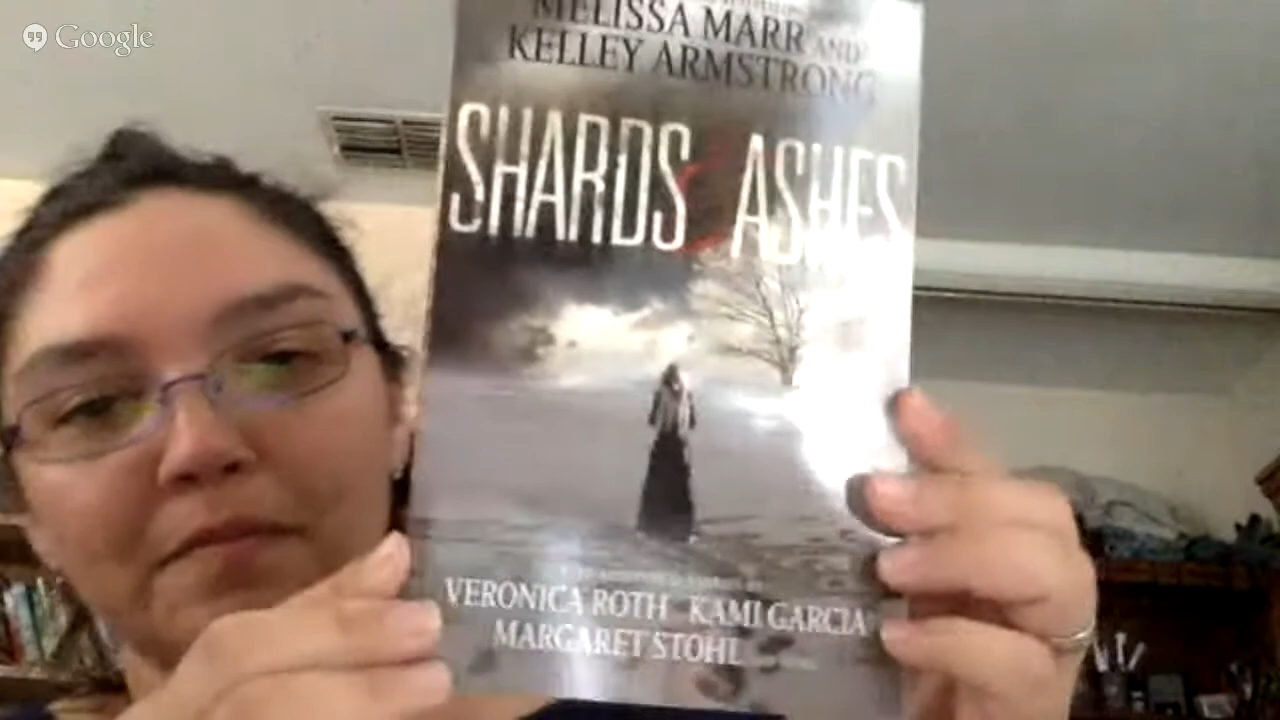 Google
MELISSA MARR AND
KELLEY ARMSTRONG
SHARDS & ASHES
VERONICA ROTH KAMI GARCIA
MARGARET STOHL